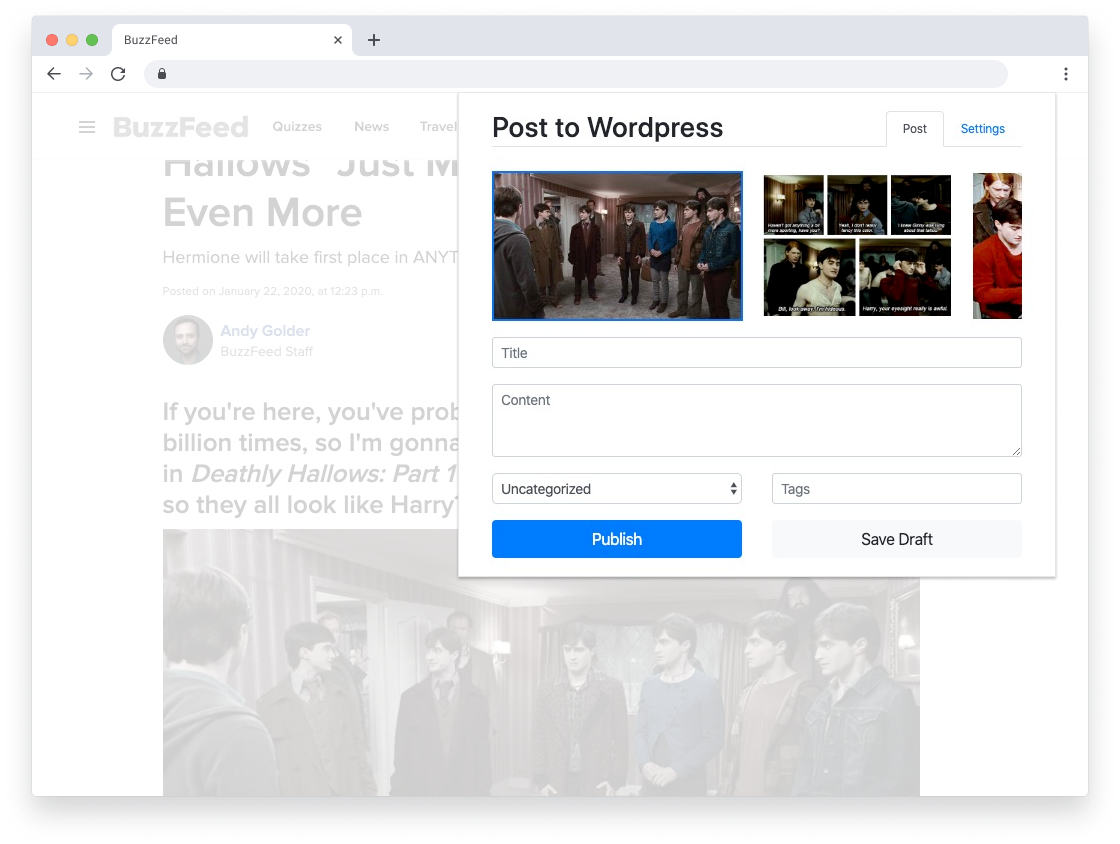 BuzzFeed
BuzzFeed Quizzes News Travel
Post to Wordpress
Post Settings
Hallows" Just M
Even More
Hermione will take first place in ANYT
Posted on January 22, 2020, at 12:23 p.m.
Andy Golder
BuzzFeed Staff
If you're here, you've prob
billion times, so I'm gonna
in Deathly Hallows: Part 1
so they all look like Harry?
Haven't got anything a bit
more sporting, have you?
Yeah, I don't really
fancy this color.
I knew Ginny was lying
about that tattoo.
Bill, look away. I'm hideous.
Harry, your eyesight really is awful.
Title
Content
Uncategorized
Tags
Publish
Save Draft